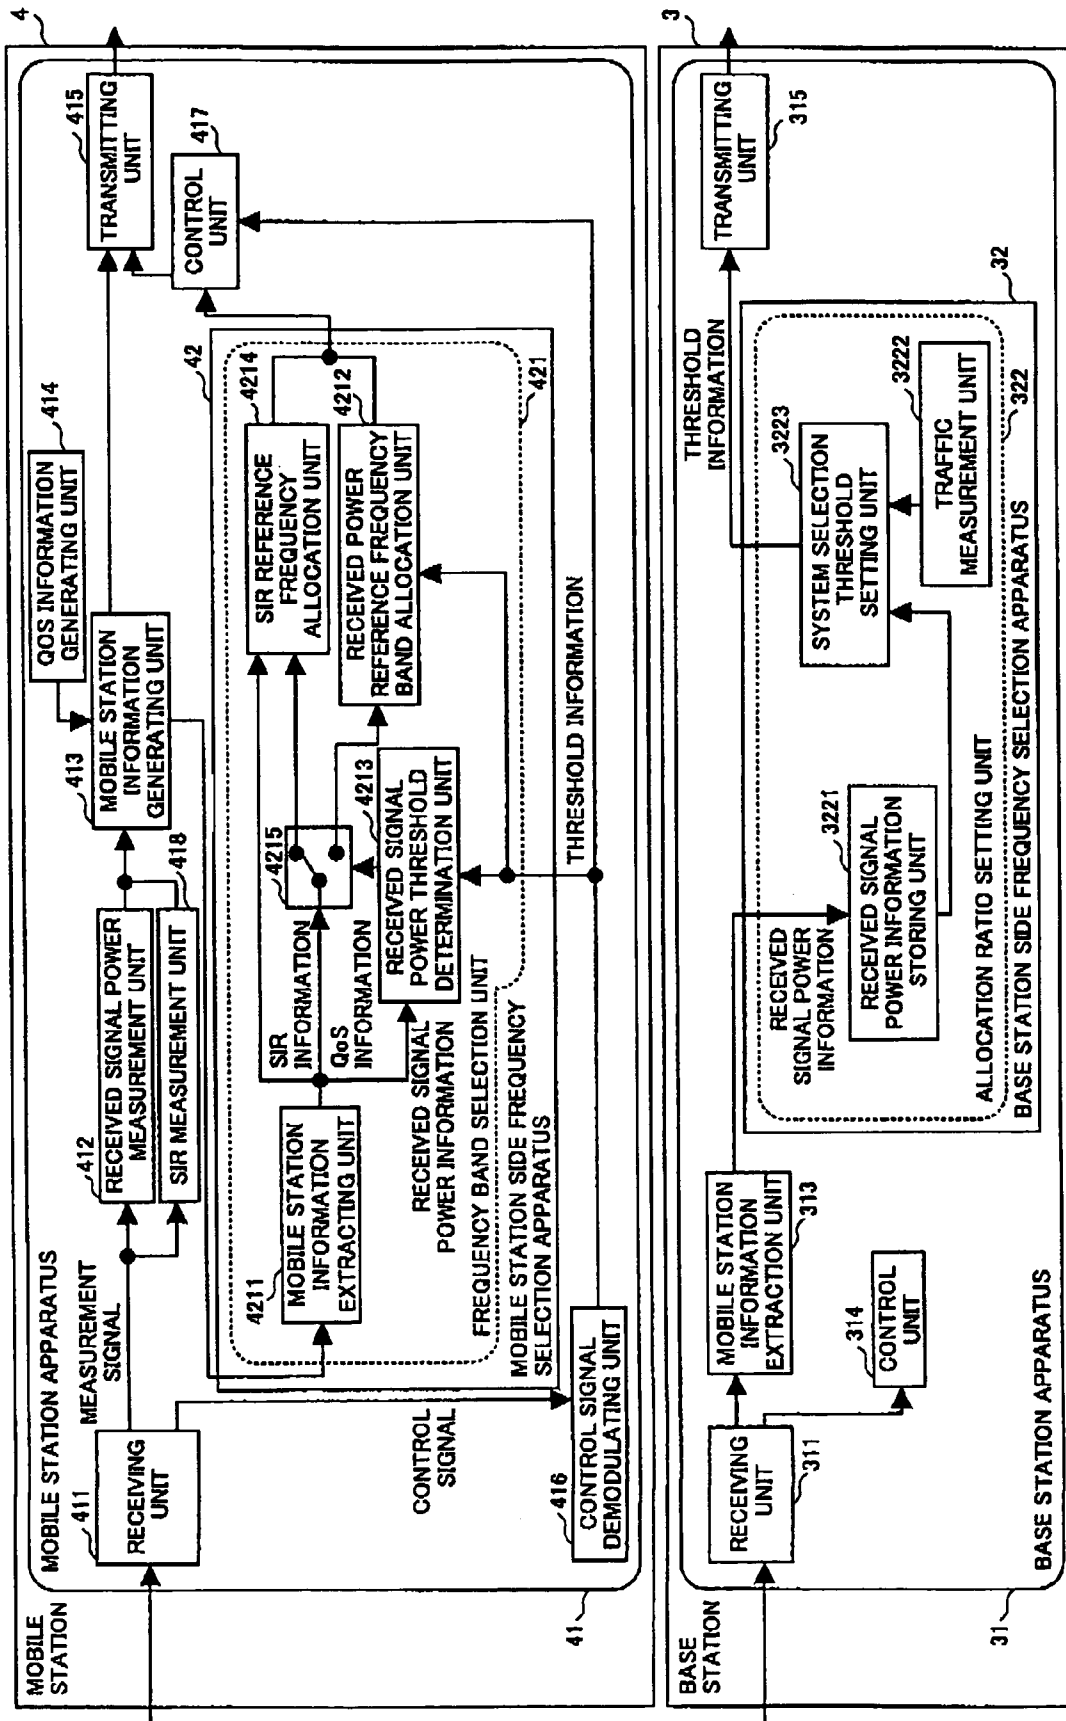 MOBILE
STATION
4
MOBILE STATION APPARATUS
41
411
RECEIVING
UNIT
MEASUREMENT
SIGNAL
412
RECEIVED SIGNAL POWER
MEASUREMENT UNIT
SIR MEASUREMENT UNIT
418
413
MOBILE STATION
INFORMATION
GENERATING UNIT
QOS INFORMATION
GENERATING UNIT
414
TRANSMITTING
UNIT
415
CONTROL
UNIT
417
42
4211
MOBILE STATION
INFORMATION
EXTRACTING UNIT
SIR
INFORMATION
QoS
INFORMATION
4215
4214
SIR REFERENCE
FREQUENCY
ALLOCATION UNIT
4212
RECEIVED POWER
REFERENCE FREQUENCY
BAND ALLOCATION UNIT
4213
RECEIVED SIGNAL
POWER THRESHOLD
DETERMINATION UNIT
RECEIVED SIGNAL
POWER INFORMATION
421
FREQUENCY BAND SELECTION UNIT
MOBILE STATION SIDE FREQUENCY
SELECTION APPARATUS
CONTROL
SIGNAL
416
CONTROL SIGNAL
DEMODULATING UNIT
THRESHOLD INFORMATION
BASE
STATION
3
31
RECEIVING
UNIT
311
MOBILE STATION
INFORMATION
EXTRACTION UNIT
313
314
CONTROL
UNIT
RECEIVED
SIGNAL POWER
INFORMATION
3221
RECEIVED SIGNAL
POWER INFORMATION
STORING UNIT
THRESHOLD
INFORMATION
3223
SYSTEM SELECTION
THRESHOLD
SETTING UNIT
3222
TRAFFIC
MEASUREMENT UNIT
32
322
TRANSMITTING
UNIT
315
ALLOCATION RATIO SETTING UNIT
BASE STATION SIDE FREQUENCY SELECTION APPARATUS
BASE STATION APPARATUS